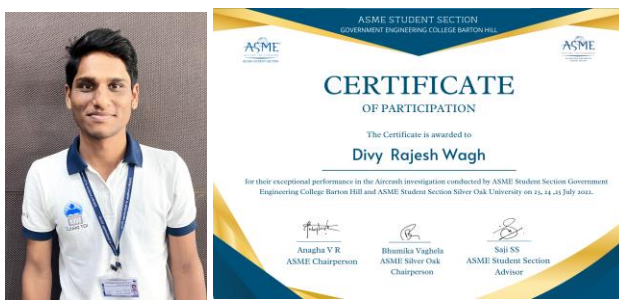 ASME STUDENT SECTION
GOVERNMENT ENGINEERING COLLEGE BARTON HILL
ASME
ASME
CERTIFICATE
OF PARTICIPATION
The Certificate is awarded to
Divy Rajesh Wagh
for their exceptional performance in the Aircrash investigation conducted by ASME Student Section Government
Engineering College Barton Hill and ASME Student Section Silver Oak University on 23, 24 ,25 July 2022.
Anagha V R
ASME Chairperson
Bhumika Vaghela
ASME Silver Oak
Chairperson
Saji SS
ASME Student Section
Advisor